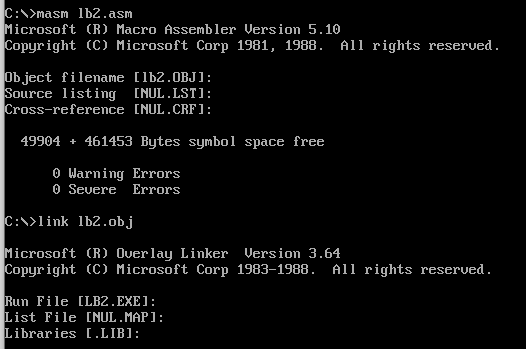 C:\>masm lb2.asm
Microsoft (R) Macro Assembler Version 5.10
Copyright (C) Microsoft Corp 1981, 1988.  All rights reserved.
Object filename [lb2.OBJ]:
Source listing  [NUL.LST]:
Cross-reference [NUL.CRF]:
49904 + 461453 Bytes symbol space free
0 Warning Errors
0 Severe  Errors
C:\>link lb2.obj
Microsoft (R) Overlay Linker  Version 3.64
Copyright (C) Microsoft Corp 1983-1988.  All rights reserved.
Run File [LB2.EXE]:
List File [NUL.MAP]:
Libraries [.LIB]: